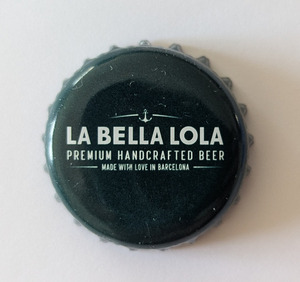 LA BELLA LOLA
PREMIUM HANDCRAFTED BEER
MADE WITH LOVE IN BARCELONA